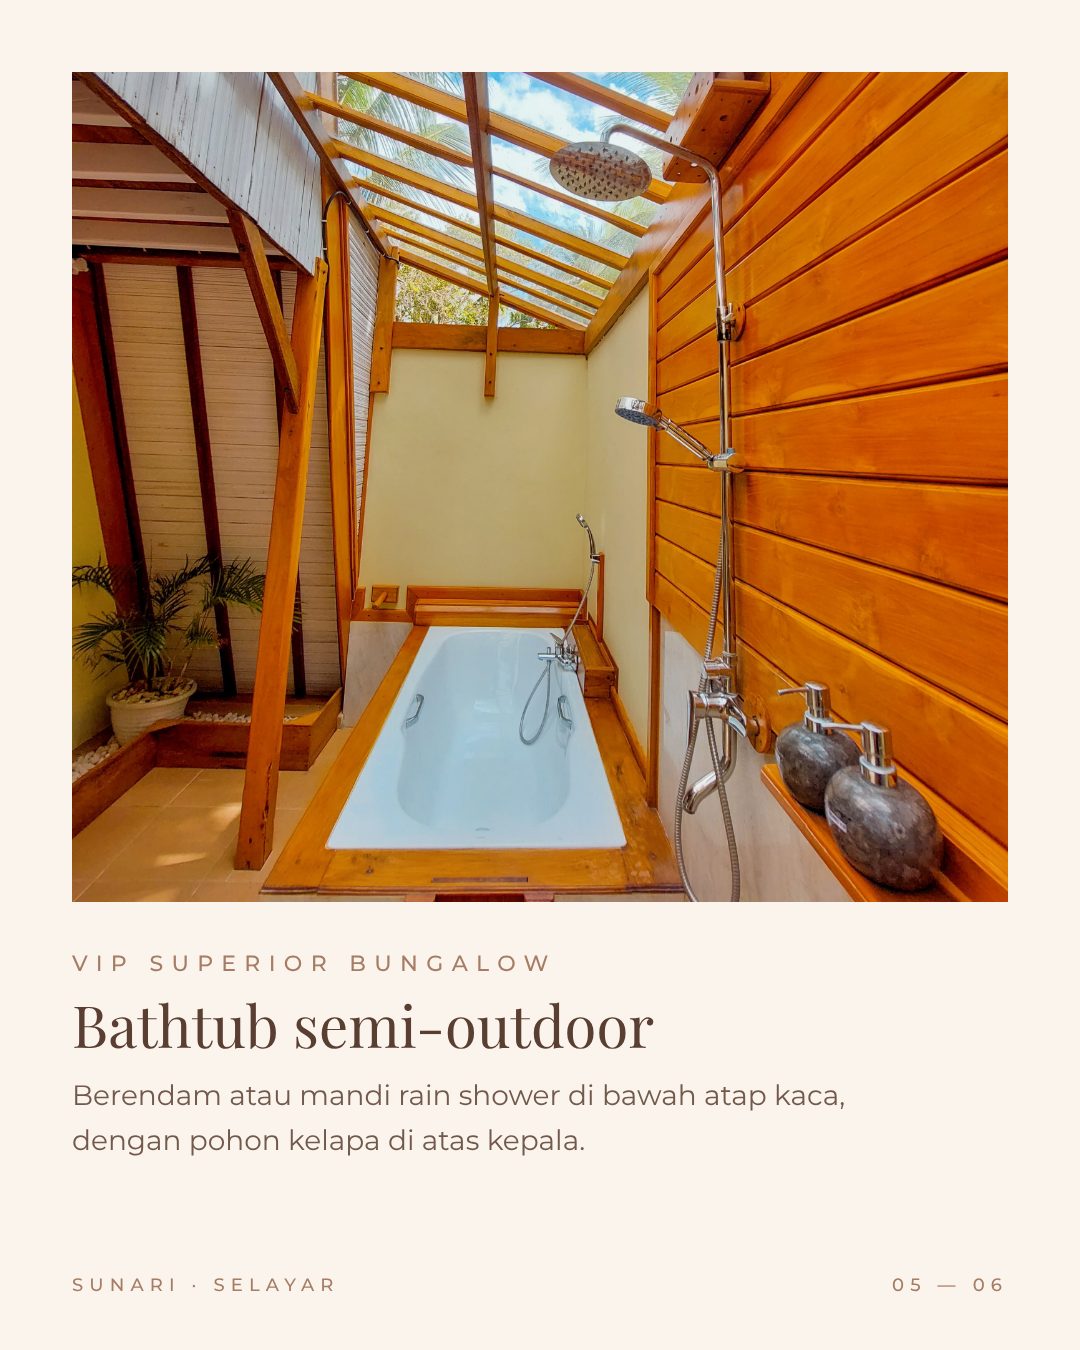 VIP SUPERIOR BUNGALOW
Bathtub semi-outdoor
Berendam atau mandi rain shower di bawah atap kaca,
dengan pohon kelapa di atas kepala.
SUNARI · SELAYAR
05 — 06